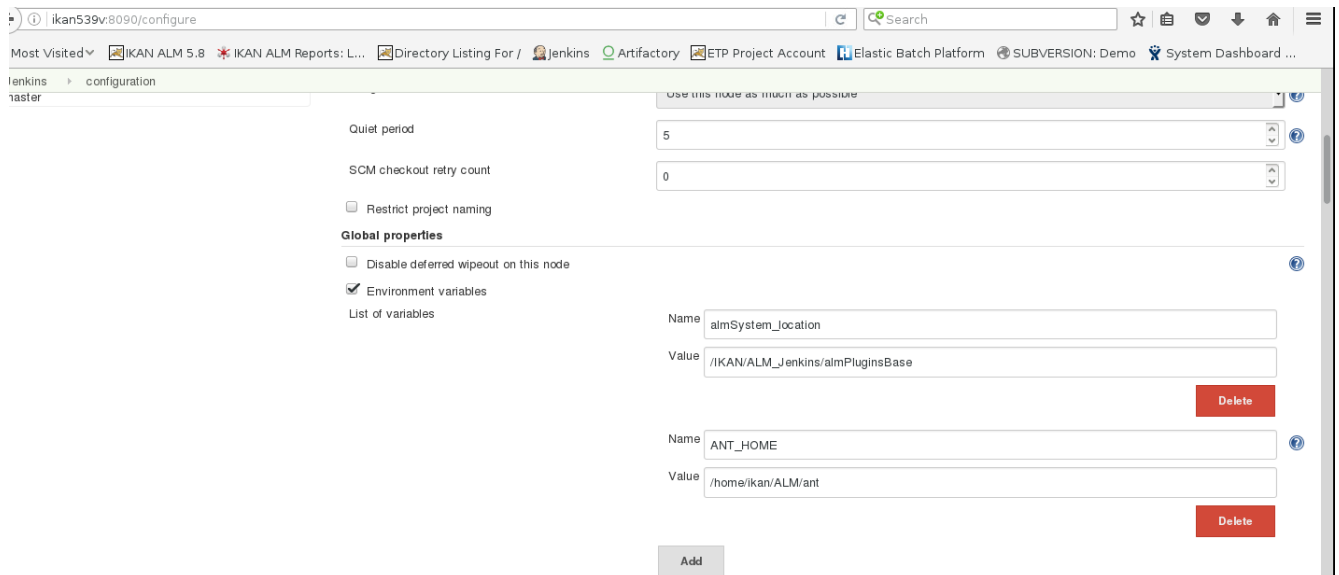 ikan539v:8090/configure Search
Most Visited IKAN ALM 5.8 IKAN ALM Reports: L... Directory Listing For / Jenkins Artifactory ETP Project Account Elastic Batch Platform SUBVERSION: Demo System Dashboard ...
Jenkins configuration
master
Use this node as much as possible
Quiet period 5
SCM checkout retry count 0
Restrict project naming
Global properties
Disable deferred wipeout on this node
Environment variables
List of variables Name almSystem_location
Value /IKAN/ALM_Jenkins/almPluginsBase
Delete
Name ANT_HOME
Value /home/ikan/ALM/ant
Delete
Add